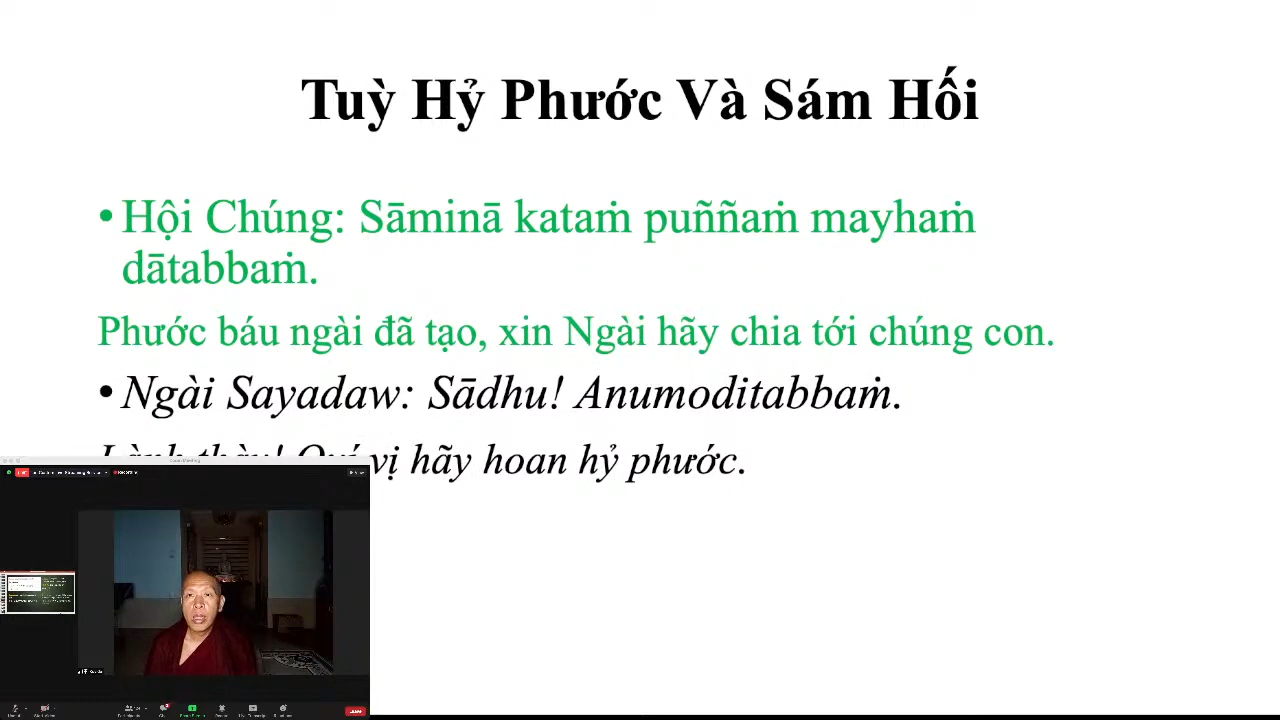 Tuỳ Hỷ Phước Và Sám Hối
• Hội Chúng: Sāminā kataṁ puññaṁ mayhaṁ
dātabbaṁ.
Phước báu ngài đã tạo, xin Ngài hãy chia tới chúng con.
• Ngài Sayadaw: Sādhu! Anumoditabbaṁ.
vị hãy hoan hỷ phước.